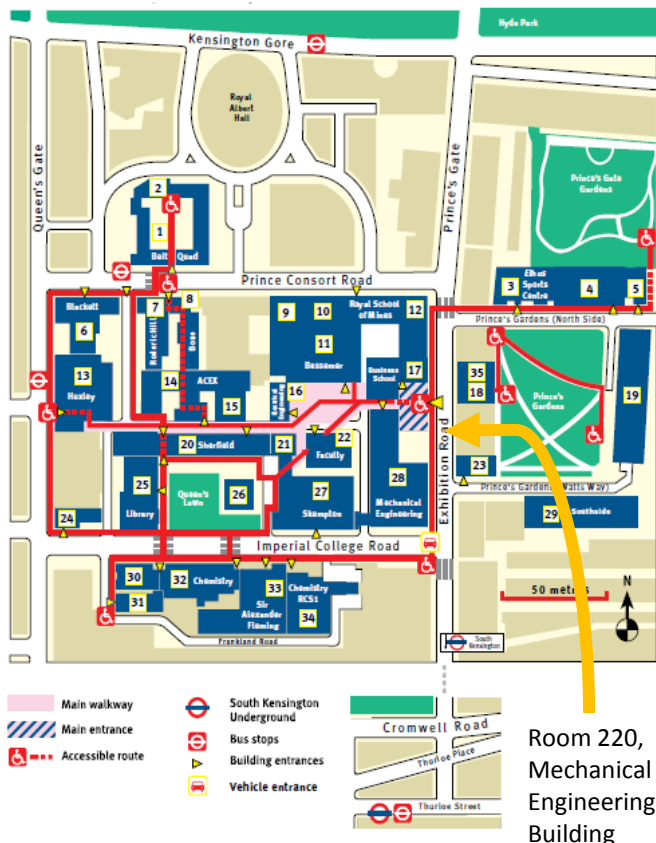 Hyde Park
Kensington Gore
Royal
Albert
Hall
Queen's Gate
Prince's Gate
Prince's Gate
Gardens
2
1
Beit Quad
Prince Consort Road
3
Ethos
Sports
Centre
4
5
Prince's Gardens (North Side)
Blackett
6
7
8
Roderic Hill
Bone
9
10
Royal School
of Mines
12
11
Bessemer
13
Huxley
14
ACEX
15
16
Electrical
Engineering
Business
School
17
35
18
Prince's
Gardens
19
20
Sherfield
21
22
Faculty
Exhibition Road
23
25
Library
Queen's
Lawn
26
27
Skempton
28
Mechanical
Engineering
Prince's Gardens (Watts Way)
24
29
Southside
Imperial College Road
30
31
32
Chemistry
33
Sir
Alexander
Fleming
Chemistry
RCS1
34
Frankland Road
50 metres
N
South
Kensington
Main walkway
Main entrance
Accessible route
South Kensington
Underground
Bus stops
Building entrances
Vehicle entrance
Cromwell Road
Thurloe Place
Thurloe Street
Room 220,
Mechanical
Engineering
Building